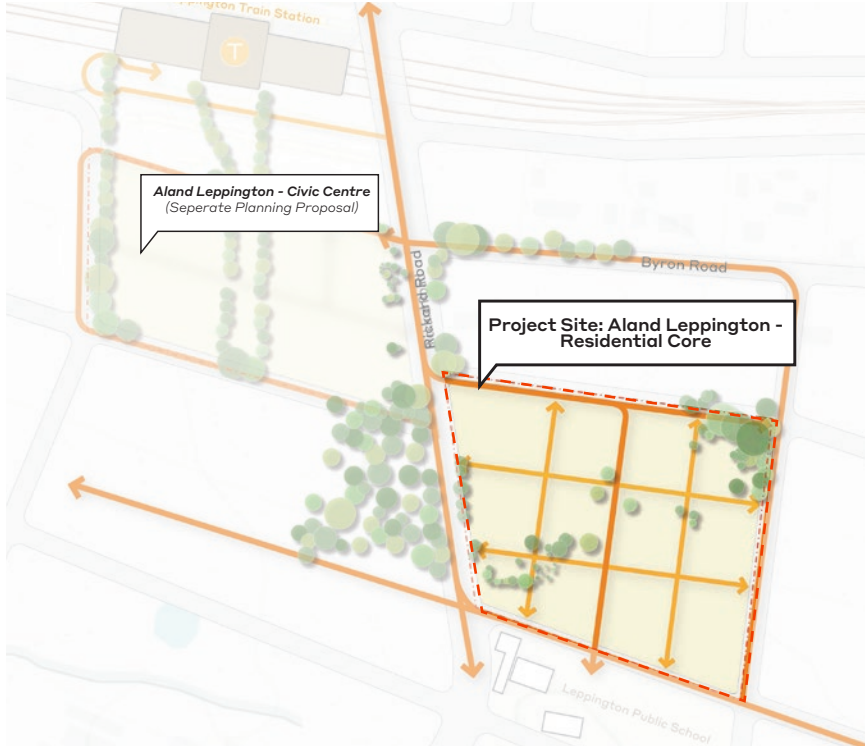 ppington Train Station
T
Aland Leppington - Civic Centre
(Seperate Planning Proposal)
Byron Road
Rickard Road
Project Site: Aland Leppington -
Residential Core
Leppington Public School